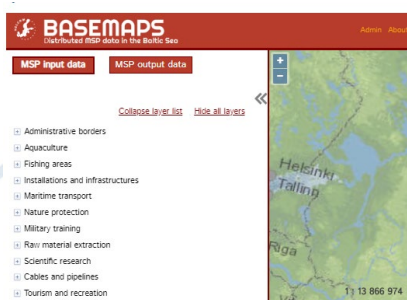 BASEMAPS
Distributed MSP data in the Baltic Sea
Admin About
MSP input data
MSP output data
Collapse layer list Hide all layers
Administrative borders
Aquaculture
Fishing areas
Installations and infrastructures
Maritime transport
Nature protection
Military training
Raw material extraction
Scientific research
Cables and pipelines
Tourism and recreation
+
−
Helsinki
Tallinn
Riga
1 : 13 866 974